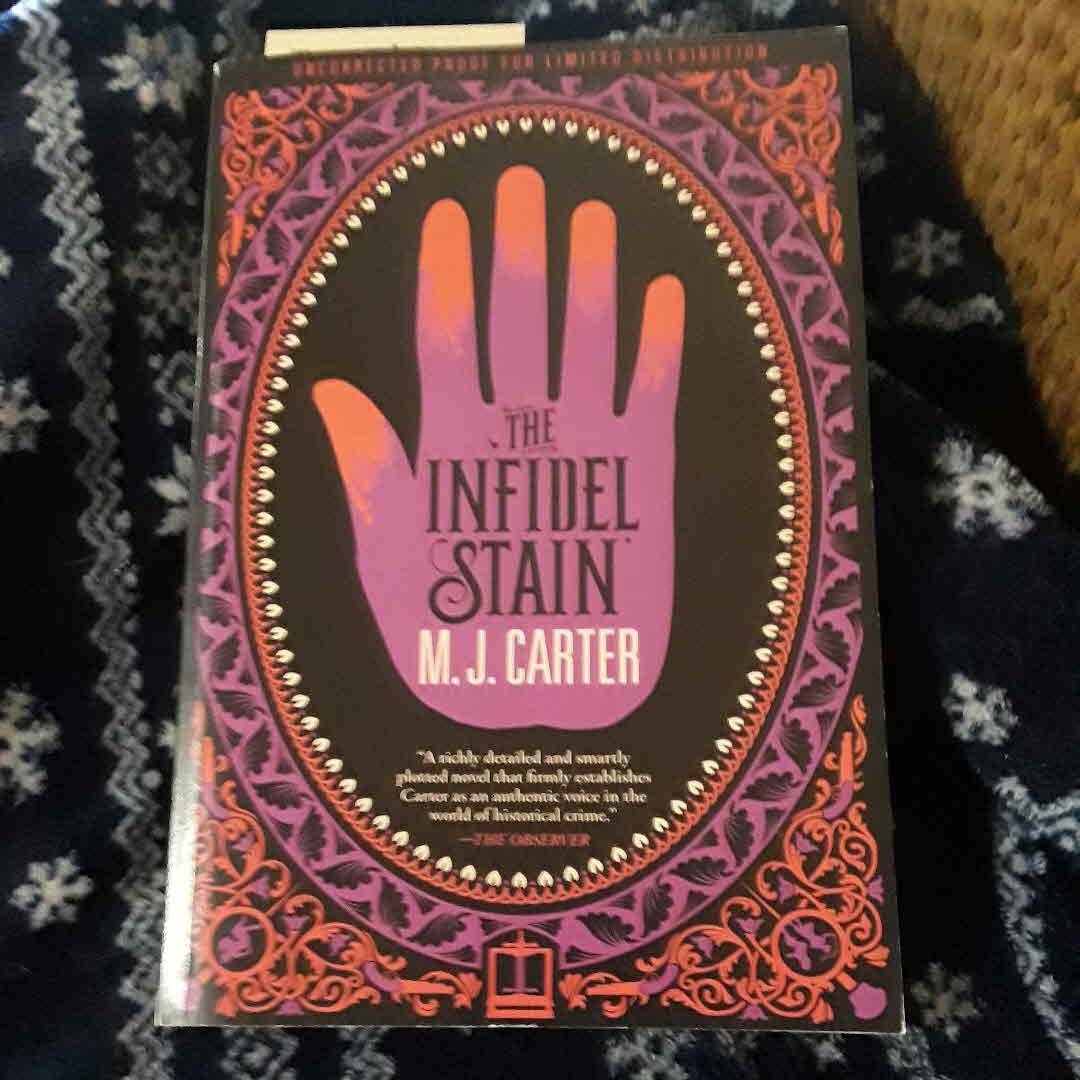 UNCORRECTED PROOF FOR LIMITED DISTRIBUTION
THE
INFIDEL
STAIN
M. J. CARTER
"A richly detailed and smartly
plotted novel that firmly establishes
Carter as an authentic voice in the
world of historical crime."
—THE OBSERVER